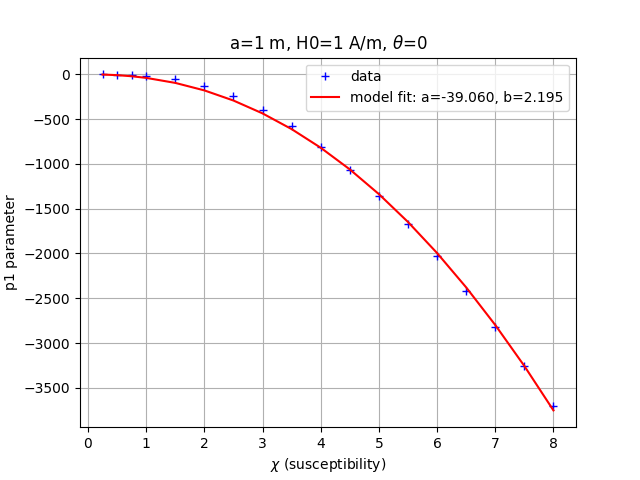 a=1 m, H0=1 A/m, θ=0
data
model fit: a=-39.060, b=2.195
p1 parameter
0
−500
−1000
−1500
−2000
−2500
−3000
−3500
0 1 2 3 4 5 6 7 8
χ (susceptibility)